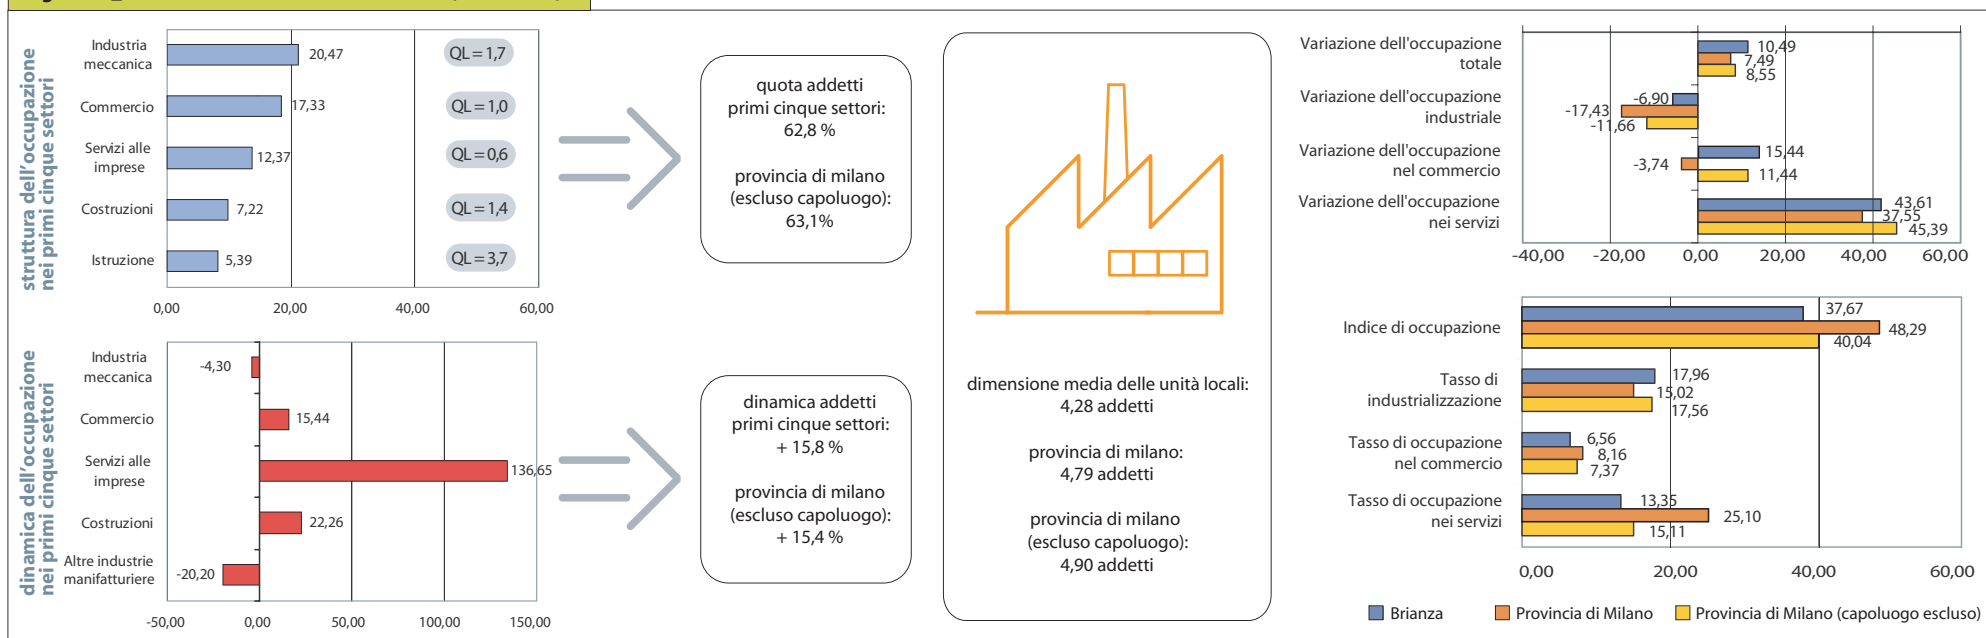 struttura dell'occupazione
nei primi cinque settori
Industria
meccanica
20,47
QL = 1,7
Commercio
17,33
QL = 1,0
Servizi alle
imprese
12,37
QL = 0,6
Costruzioni
7,22
QL = 1,4
Istruzione
5,39
QL = 3,7
0,00
20,00
40,00
60,00
quota addetti
primi cinque settori:
62,8 %
provincia di milano
(escluso capoluogo):
63,1%
dinamica dell'occupazione
nei primi cinque settori
Industria
meccanica
-4,30
Commercio
15,44
Servizi alle
imprese
136,65
Costruzioni
22,26
Altre industrie
manifatturiere
-20,20
-50,00
0,00
50,00
100,00
150,00
dinamica addetti
primi cinque settori:
+ 15,8 %
provincia di milano
(escluso capoluogo):
+ 15,4 %
dimensione media delle unità locali:
4,28 addetti
provincia di milano:
4,79 addetti
provincia di milano
(escluso capoluogo):
4,90 addetti
Variazione dell'occupazione
totale
10,49
7,49
8,55
Variazione dell'occupazione
industriale
-6,90
-17,43
-11,66
Variazione dell'occupazione
nel commercio
15,44
-3,74
11,44
Variazione dell'occupazione
nei servizi
43,61
37,55
45,39
-40,00
-20,00
0,00
20,00
40,00
60,00
Indice di occupazione
37,67
48,29
40,04
Tasso di
industrializzazione
17,96
15,02
17,56
Tasso di occupazione
nel commercio
6,56
8,16
7,37
Tasso di occupazione
nei servizi
13,35
25,10
15,11
0,00
20,00
40,00
60,00
Brianza
Provincia di Milano
Provincia di Milano (capoluogo escluso)